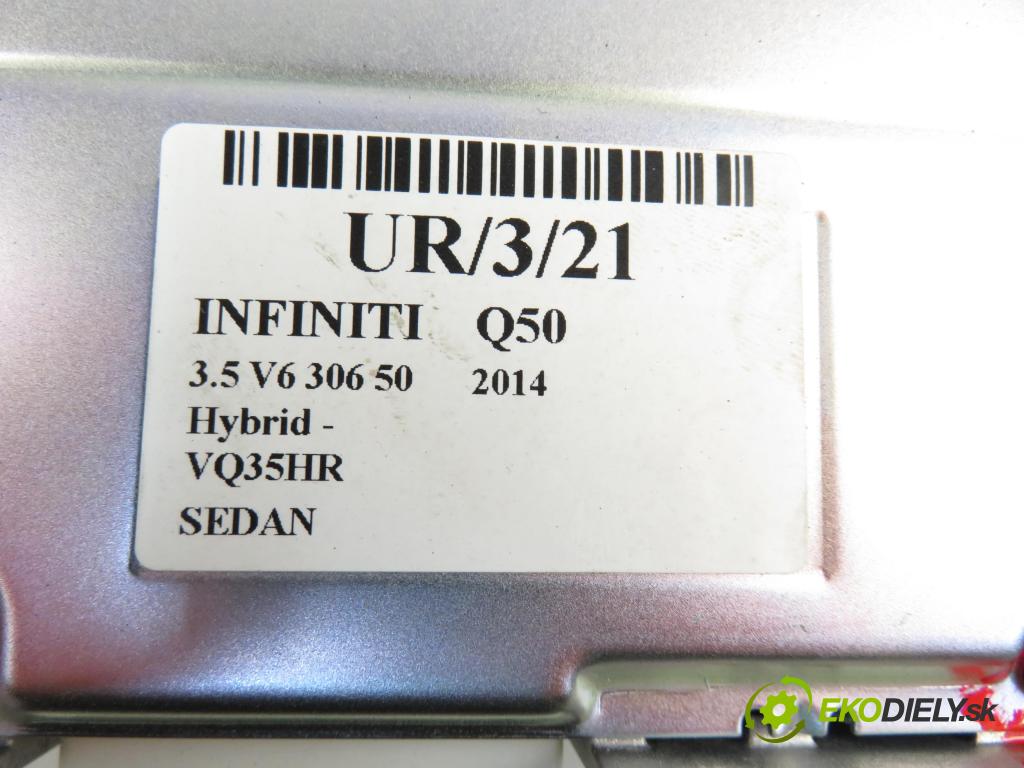 UR/3/21
INFINITI Q50
3.5 V6 306 50 2014
Hybrid -
VQ35HR
SEDAN
EKODIELY.sk